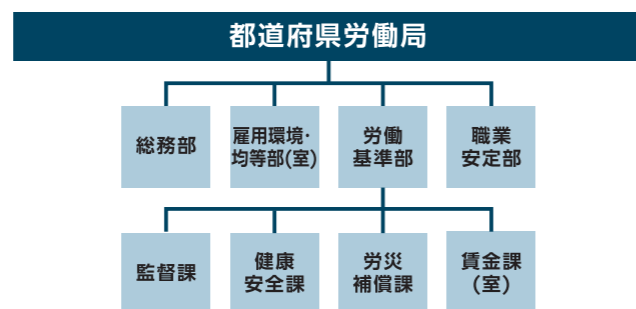 都道府県労働局
総務部
雇用環境・
均等部(室)
労働
基準部
職業
安定部
監督課
健康
安全課
労災
補償課
賃金課
(室)